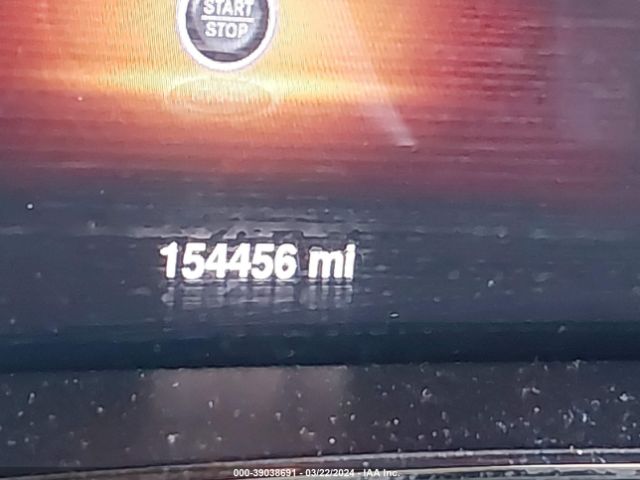 START
STOP
154456 mi
000-39038691 - 03/22/2024 - IAA Inc.